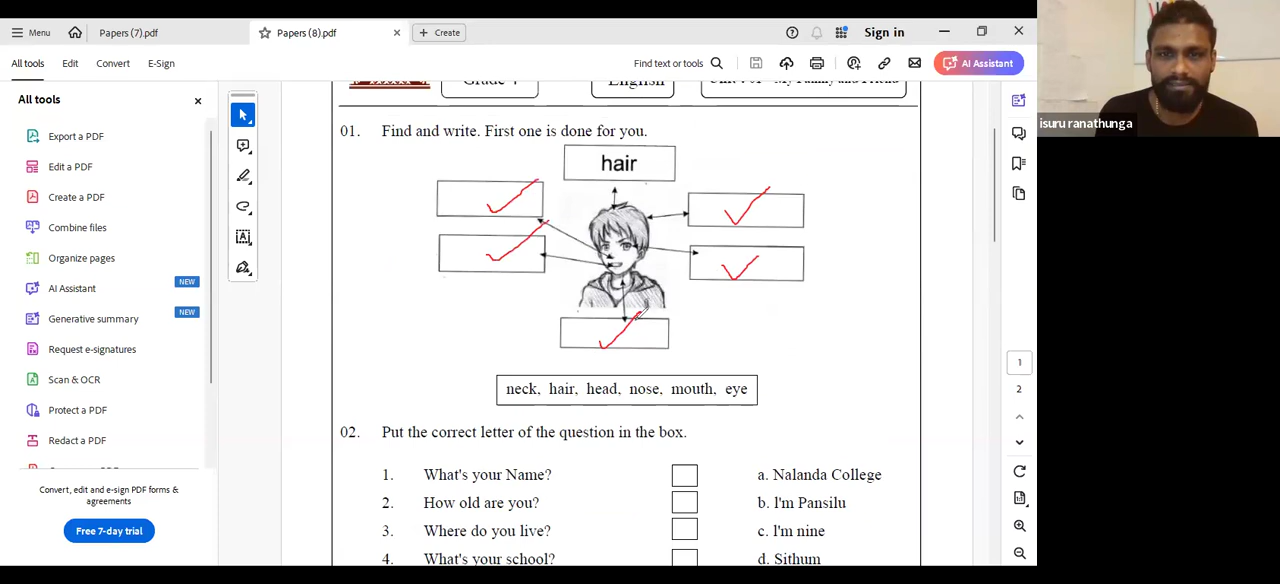 Menu
Papers (7).pdf
Papers (8).pdf
Create
Sign in
All tools
Edit
Convert
E-Sign
Find text or tools
AI Assistant
All tools
Export a PDF
Edit a PDF
Create a PDF
Combine files
Organize pages
AI Assistant
NEW
Generative summary
NEW
Request e-signatures
Scan & OCR
Protect a PDF
Redact a PDF
Convert, edit and e-sign PDF forms &
agreements
Free 7-day trial
English
01. Find and write. First one is done for you.
hair
neck, hair, head, nose, mouth, eye
02. Put the correct letter of the question in the box.
1. What's your Name? a. Nalanda College
2. How old are you? b. I'm Pansilu
3. Where do you live? c. I'm nine
4. What's your school? d. Sithum
1
2
isuru ranathunga